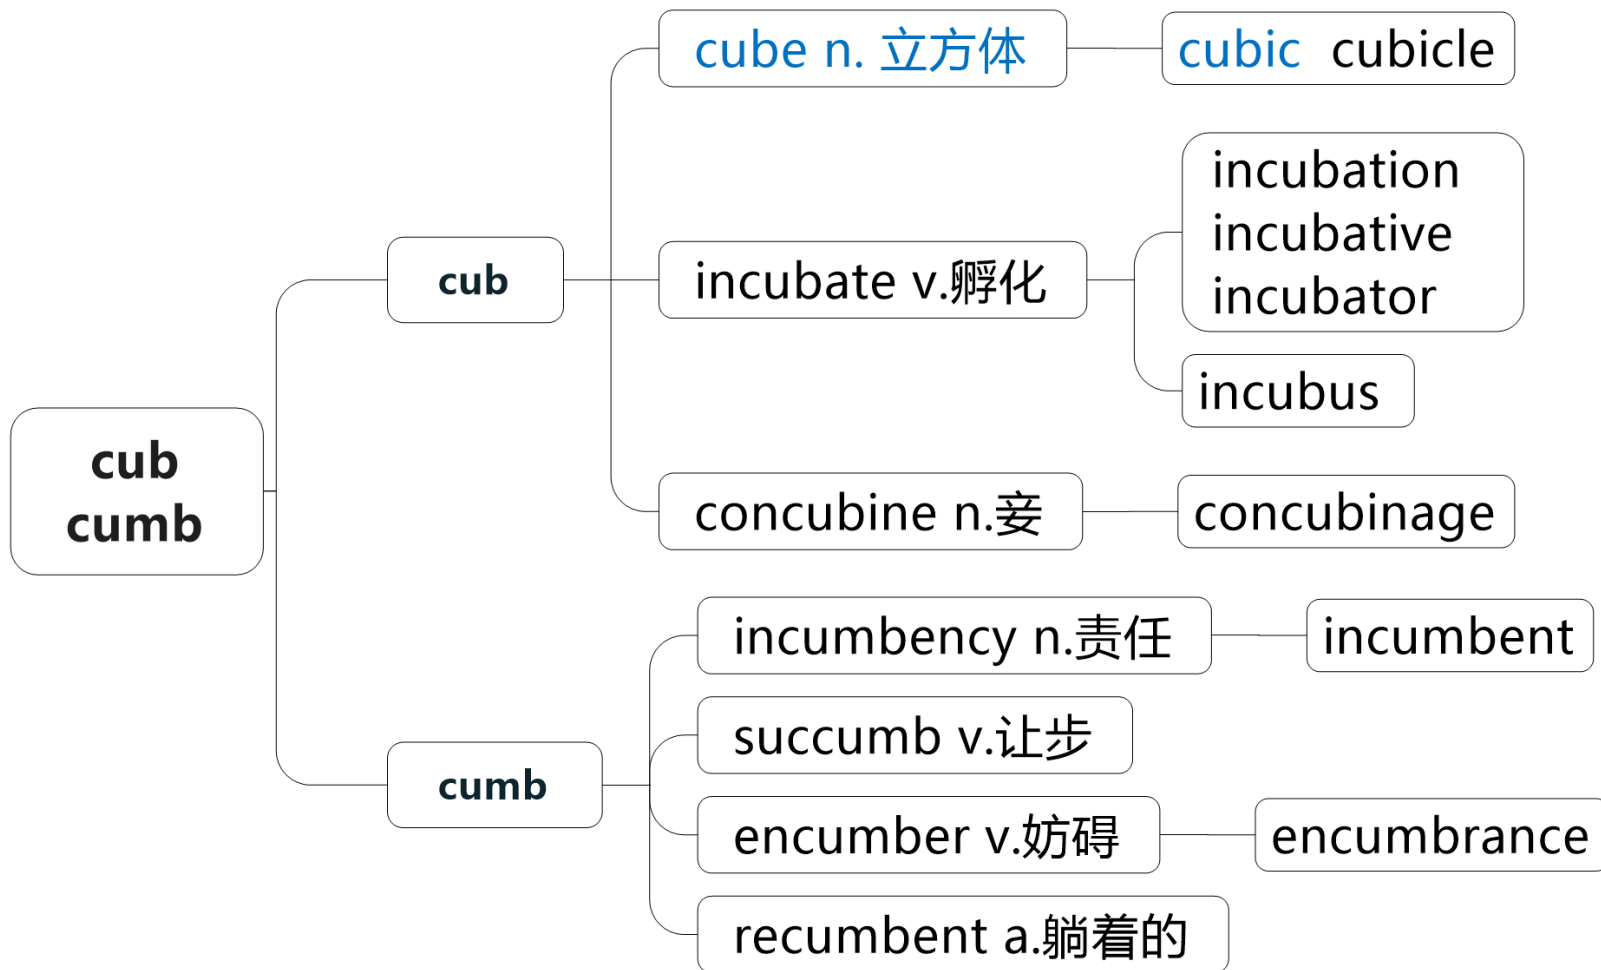 cub
cumb
cub
cube n. 立方体
cubic cubicle
incubate v.孵化
incubation
incubative
incubator
incubus
concubine n.妾
concubinage
cumb
incumbency n.责任
incumbent
succumb v.让步
encumber v.妨碍
encumbrance
recumbent a.躺着的